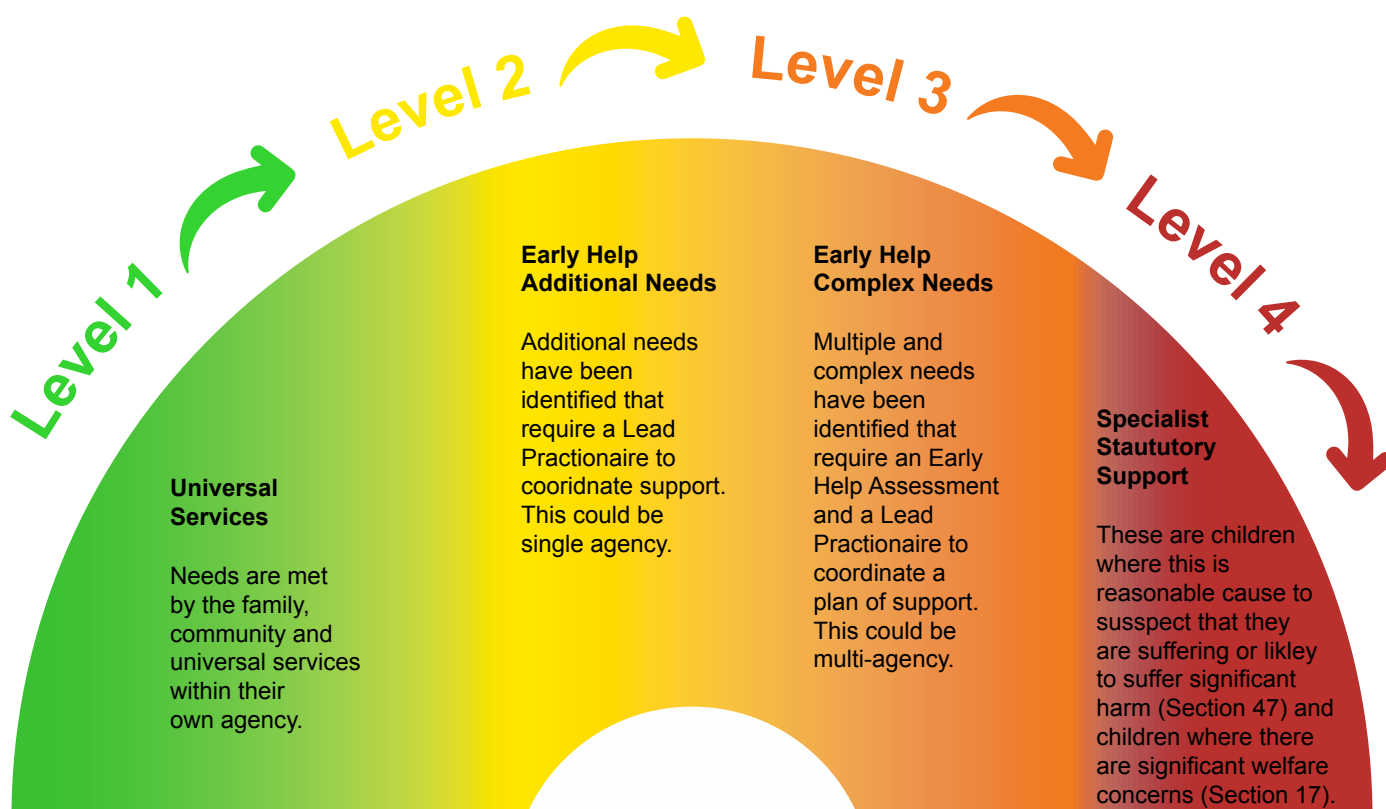 Level 1
Level 2
Level 3
Level 4
Universal
Services
Needs are met
by the family,
community and
universal services
within their
own agency.
Early Help
Additional Needs
Additional needs
have been
identified that
require a Lead
Practionaire to
cooridnate support.
This could be
single agency.
Early Help
Complex Needs
Multiple and
complex needs
have been
identified that
require an Early
Help Assessment
and a Lead
Practionaire to
coordinate a
plan of support.
This could be
multi-agency.
Specialist
Staututory
Support
These are children
where this is
reasonable cause to
susspect that they
are suffering or likley
to suffer significant
harm (Section 47) and
children where there
are significant welfare
concerns (Section 17).